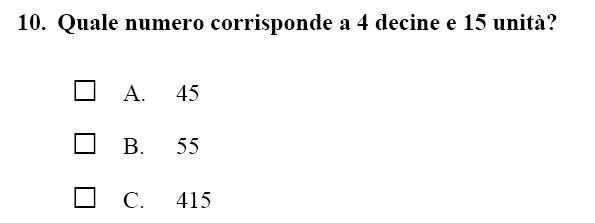 10. Quale numero corrisponde a 4 decine e 15 unità?
A. 45
B. 55
C. 415